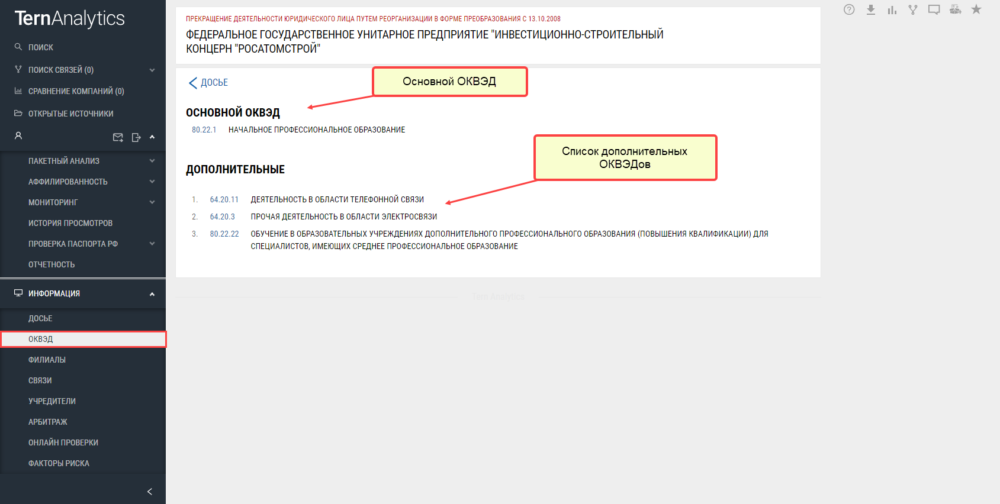 TernAnalytics
ПОИСК
ПОИСК СВЯЗЕЙ (0)
СРАВНЕНИЕ КОМПАНИЙ (0)
ОТКРЫТЫЕ ИСТОЧНИКИ
ПАКЕТНЫЙ АНАЛИЗ
АФФИЛИРОВАННОСТЬ
МОНИТОРИНГ
ИСТОРИЯ ПРОСМОТРОВ
ПРОВЕРКА ПАСПОРТА РФ
ОТЧЕТНОСТЬ
ИНФОРМАЦИЯ
ДОСЬЕ
ОКВЭД
ФИЛИАЛЫ
СВЯЗИ
УЧРЕДИТЕЛИ
АРБИТРАЖ
ОНЛАЙН ПРОВЕРКИ
ФАКТОРЫ РИСКА
ПРЕКРАЩЕНИЕ ДЕЯТЕЛЬНОСТИ ЮРИДИЧЕСКОГО ЛИЦА ПУТЕМ РЕОРГАНИЗАЦИИ В ФОРМЕ ПРЕОБРАЗОВАНИЯ С 13.10.2008
ФЕДЕРАЛЬНОЕ ГОСУДАРСТВЕННОЕ УНИТАРНОЕ ПРЕДПРИЯТИЕ "ИНВЕСТИЦИОННО-СТРОИТЕЛЬНЫЙ
КОНЦЕРН "РОСАТОМСТРОЙ"
ДОСЬЕ
Основной ОКВЭД
ОСНОВНОЙ ОКВЭД
80.22.1 НАЧАЛЬНОЕ ПРОФЕССИОНАЛЬНОЕ ОБРАЗОВАНИЕ
Список дополнительных
ОКВЭДов
ДОПОЛНИТЕЛЬНЫЕ
1. 64.20.11 ДЕЯТЕЛЬНОСТЬ В ОБЛАСТИ ТЕЛЕФОННОЙ СВЯЗИ
2. 64.20.3 ПРОЧАЯ ДЕЯТЕЛЬНОСТЬ В ОБЛАСТИ ЭЛЕКТРОСВЯЗИ
3. 80.22.22 ОБУЧЕНИЕ В ОБРАЗОВАТЕЛЬНЫХ УЧРЕЖДЕНИЯХ ДОПОЛНИТЕЛЬНОГО ПРОФЕССИОНАЛЬНОГО ОБРАЗОВАНИЯ (ПОВЫШЕНИЯ КВАЛИФИКАЦИИ) ДЛЯ
СПЕЦИАЛИСТОВ, ИМЕЮЩИХ СРЕДНЕЕ ПРОФЕССИОНАЛЬНОЕ ОБРАЗОВАНИЕ
Tern Analytics